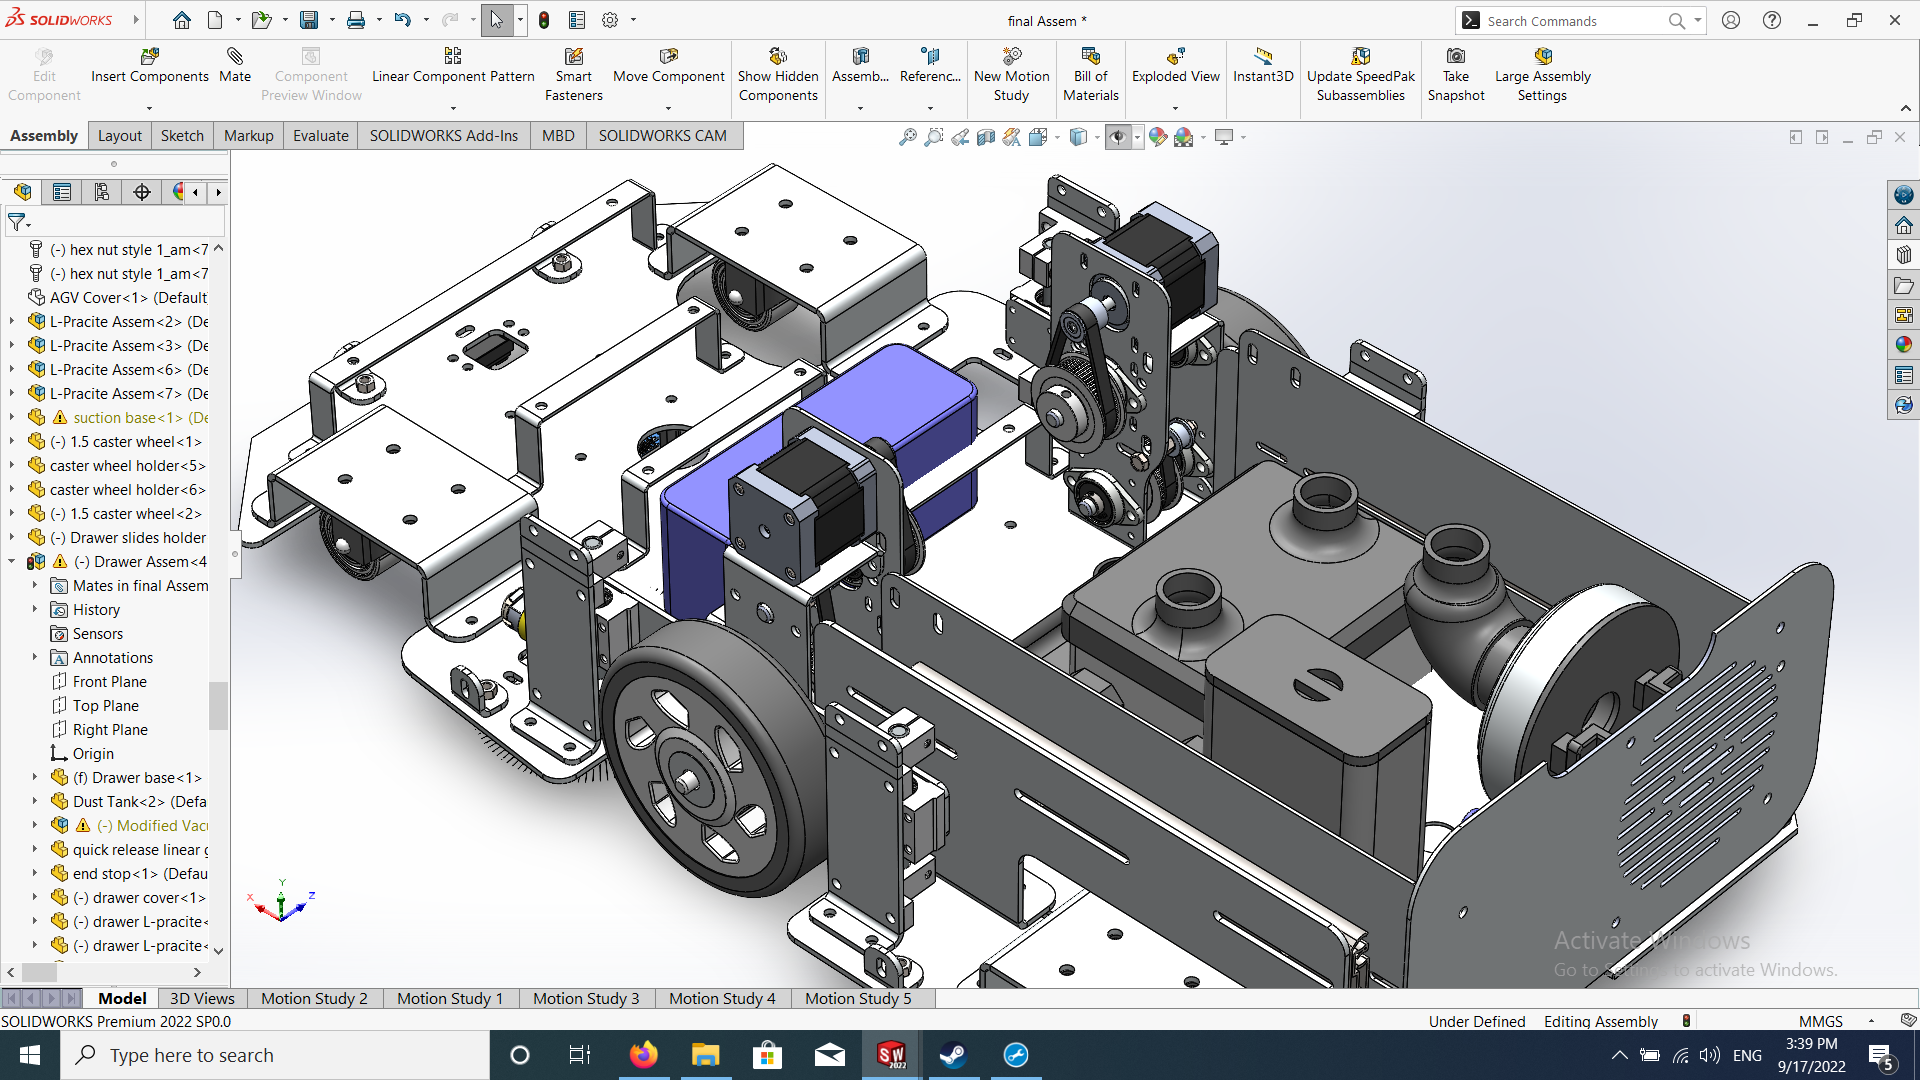 SOLIDWORKS
final Assem *
Search Commands
Edit Component
Insert Components
Mate
Component Preview Window
Linear Component Pattern
Smart Fasteners
Move Component
Show Hidden Components
Assemb...
Referenc...
New Motion Study
Bill of Materials
Exploded View
Instant3D
Update SpeedPak Subassemblies
Take Snapshot
Large Assembly Settings
Assembly
Layout
Sketch
Markup
Evaluate
SOLIDWORKS Add-Ins
MBD
SOLIDWORKS CAM
(-) hex nut style 1_am<7
(-) hex nut style 1_am<7
AGV Cover<1> (Default
L-Pracite Assem<2> (De
L-Pracite Assem<3> (De
L-Pracite Assem<6> (De
L-Pracite Assem<7> (De
suction base<1> (De
(-) 1.5 caster wheel<1>
caster wheel holder<5>
caster wheel holder<6>
(-) 1.5 caster wheel<2>
(-) Drawer slides holder
(-) Drawer Assem<4
Mates in final Assem
History
Sensors
Annotations
Front Plane
Top Plane
Right Plane
Origin
(f) Drawer base<1>
Dust Tank<2> (Defa
(-) Modified Vac
quick release linear g
end stop<1> (Defau
(-) drawer cover<1>
(-) drawer L-pracite<
(-) drawer L-pracite<
Y
X
Z
Activate Windows
Go to Settings to activate Windows.
Model
3D Views
Motion Study 2
Motion Study 1
Motion Study 3
Motion Study 4
Motion Study 5
SOLIDWORKS Premium 2022 SP0.0
Under Defined
Editing Assembly
MMGS
Type here to search
SW 2022
ENG
3:39 PM
9/17/2022
5